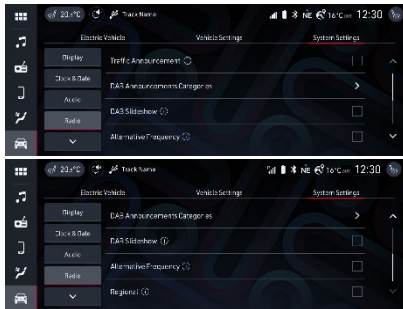 20.5°C Track Name NE 16°C 12:30
Electric Vehicle Vehicle Settings System Settings
Display
Clock & Date
Audio
Radio
Traffic Announcement
DAB Announcements Categories
DAB Slideshow
Alternative Frequency
20.5°C Track Name NE 16°C 12:30
Electric Vehicle Vehicle Settings System Settings
Display
Clock & Date
Audio
Radio
DAB Announcements Categories
DAB Slideshow
Alternative Frequency
Regional